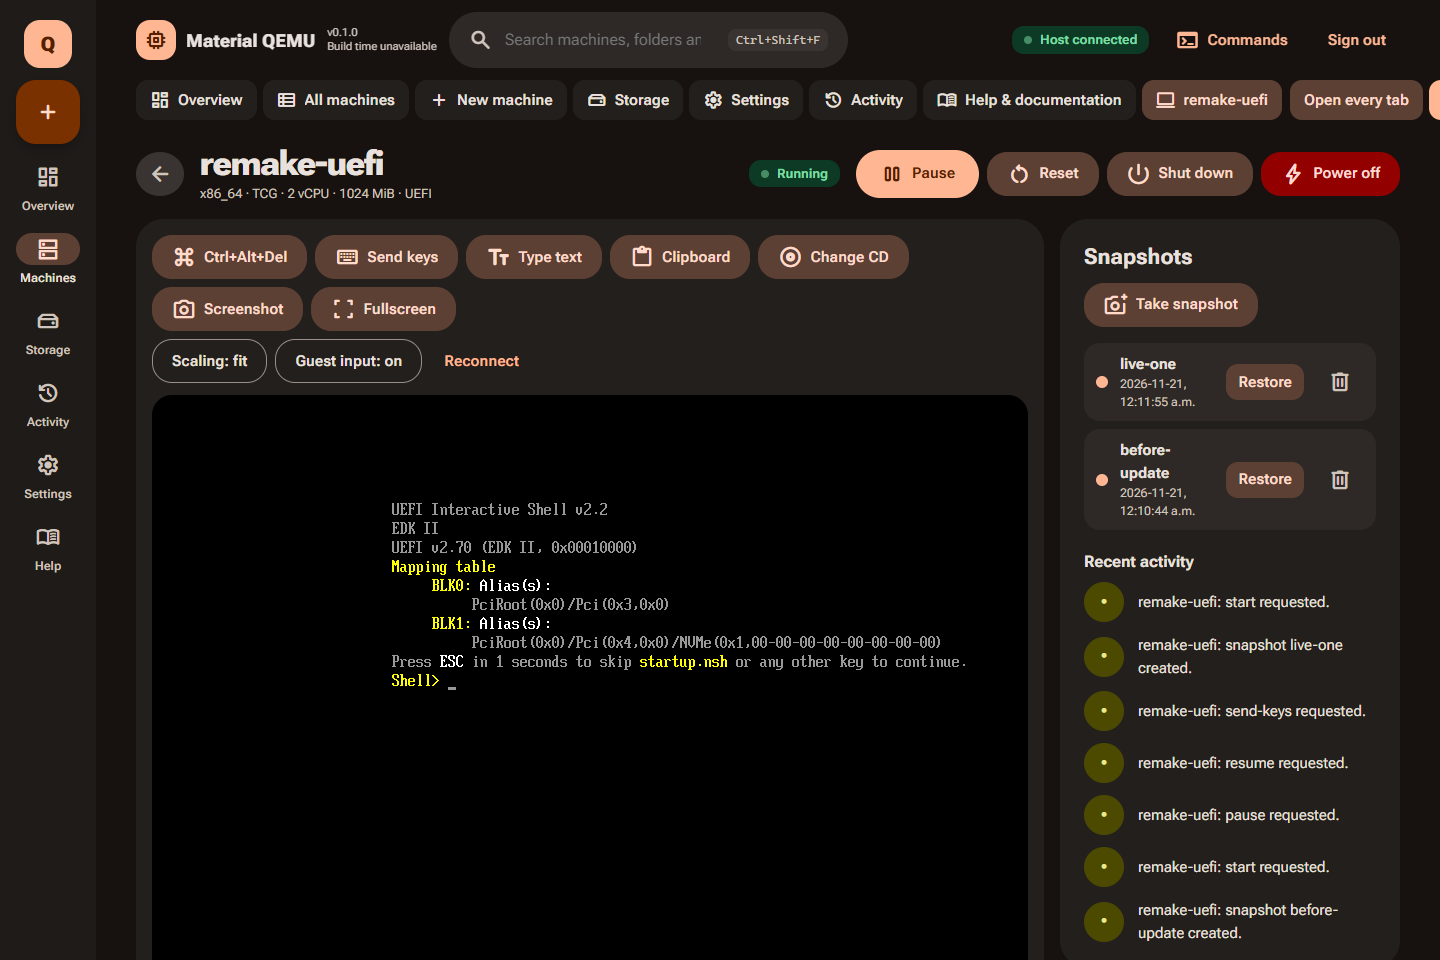 Q
Material QEMU
v0.1.0
Build time unavailable
Search machines, folders an
Ctrl+Shift+F
Host connected
Commands
Sign out
Overview
All machines
New machine
Storage
Settings
Activity
Help & documentation
remake-uefi
Open every tab
Overview
Machines
Storage
Activity
Settings
Help
remake-uefi
x86_64 · TCG · 2 vCPU · 1024 MiB · UEFI
Running
Pause
Reset
Shut down
Power off
Ctrl+Alt+Del
Send keys
Type text
Clipboard
Change CD
Screenshot
Fullscreen
Scaling: fit
Guest input: on
Reconnect
UEFI Interactive Shell v2.2
EDK II
UEFI v2.70 (EDK II, 0x00010000)
Mapping table
BLK0: Alias(s):
PciRoot(0x0)/Pci(0x3,0x0)
BLK1: Alias(s):
PciRoot(0x0)/Pci(0x4,0x0)/NVMe(0x1,00-00-00-00-00-00-00-00)
Press ESC in 1 seconds to skip startup.nsh or any other key to continue.
Shell> _
Snapshots
Take snapshot
live-one
2026-11-21,
12:11:55 a.m.
Restore
before-
update
2026-11-21,
12:10:44 a.m.
Restore
Recent activity
remake-uefi: start requested.
remake-uefi: snapshot live-one
created.
remake-uefi: send-keys requested.
remake-uefi: resume requested.
remake-uefi: pause requested.
remake-uefi: start requested.
remake-uefi: snapshot before-
update created.